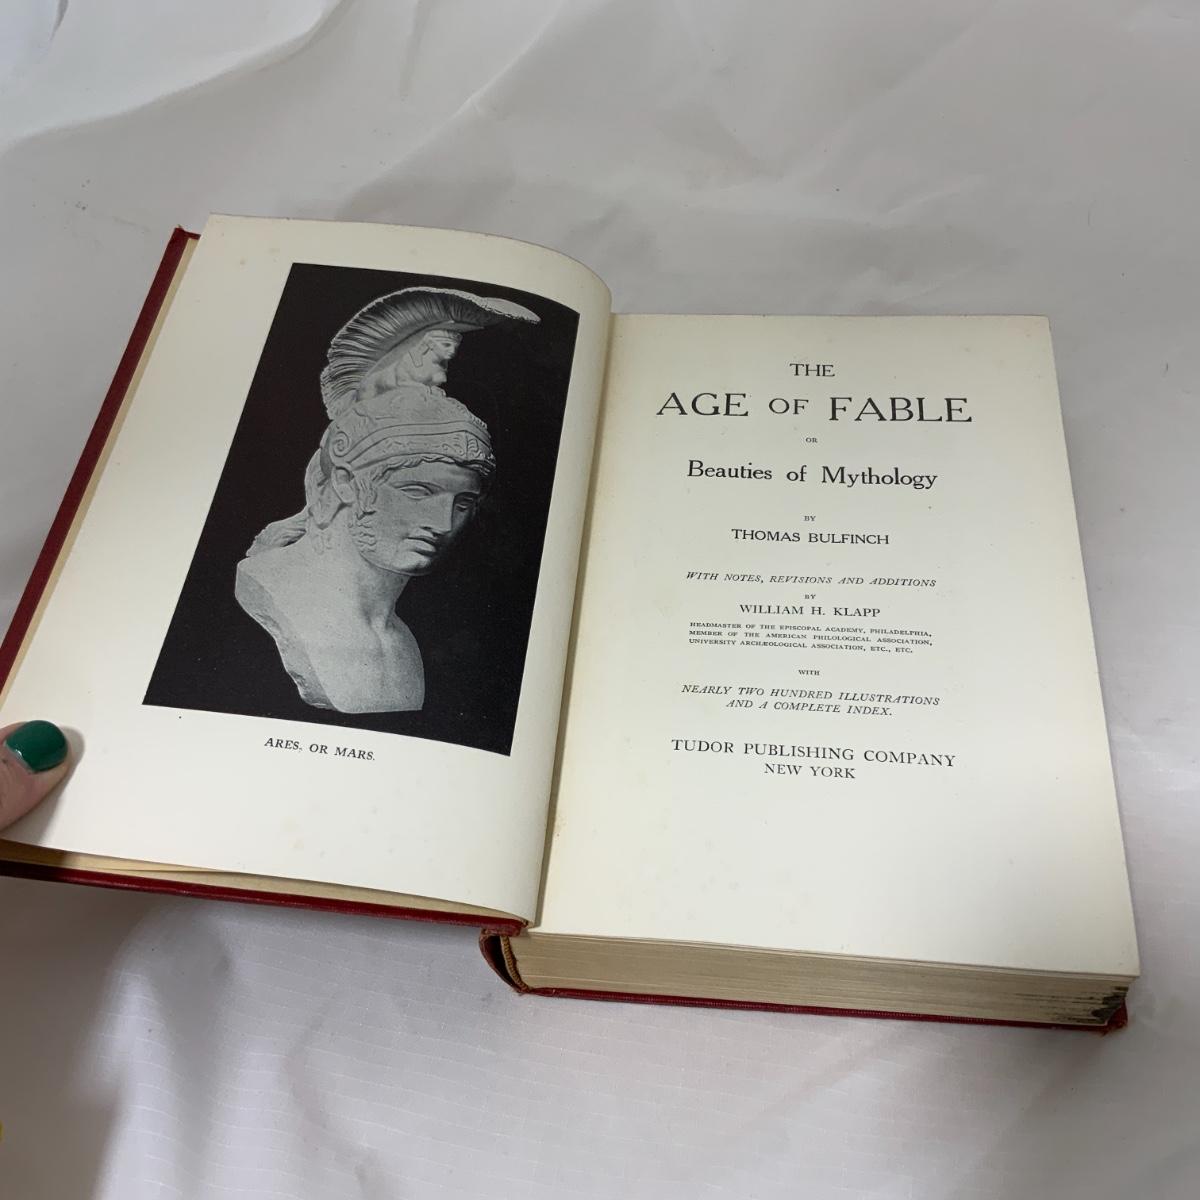 ARES, OR MARS.
THE
AGE OF FABLE
OR
Beauties of Mythology
BY
THOMAS BULFINCH
WITH NOTES, REVISIONS AND ADDITIONS
BY
WILLIAM H. KLAPP
HEADMASTER OF THE EPISCOPAL ACADEMY, PHILADELPHIA,
MEMBER OF THE AMERICAN PHILOLOGICAL ASSOCIATION,
UNIVERSITY ARCHÆOLOGICAL ASSOCIATION, ETC., ETC.
WITH
NEARLY TWO HUNDRED ILLUSTRATIONS
AND A COMPLETE INDEX.
TUDOR PUBLISHING COMPANY
NEW YORK